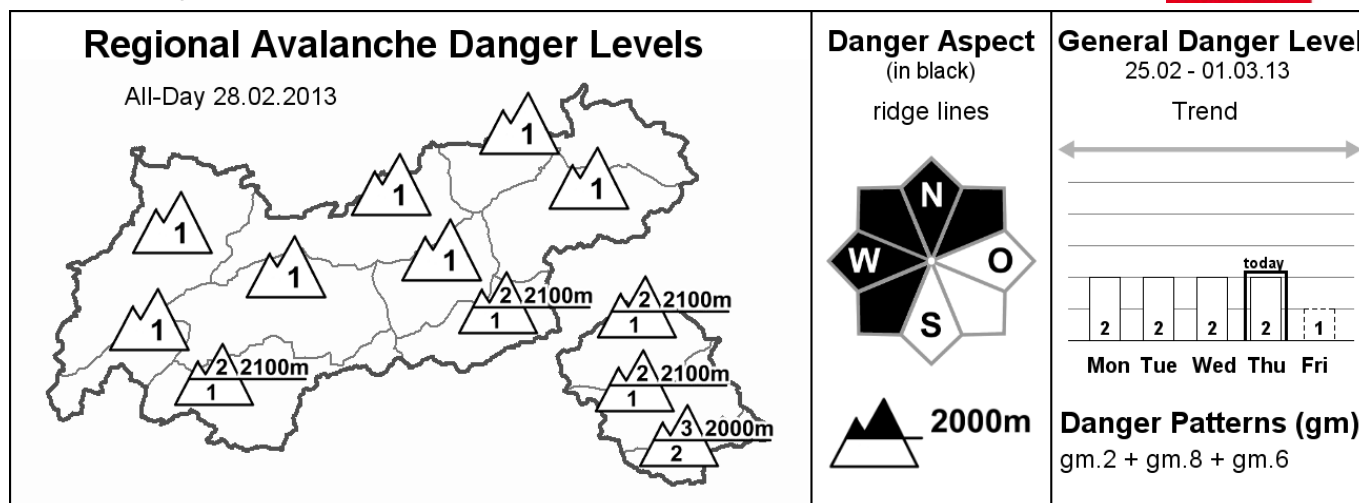 Regional Avalanche Danger Levels
All-Day 28.02.2013
1
1
1
1
1
1
1
2 2100m
1
2 2100m
1
2 2100m
1
2 2100m
1
3 2000m
2
Danger Aspect
(in black)
ridge lines
N
W
O
S
2000m
General Danger Level
25.02 - 01.03.13
Trend
today
2 2 2 2 1
Mon Tue Wed Thu Fri
Danger Patterns (gm)
gm.2 + gm.8 + gm.6